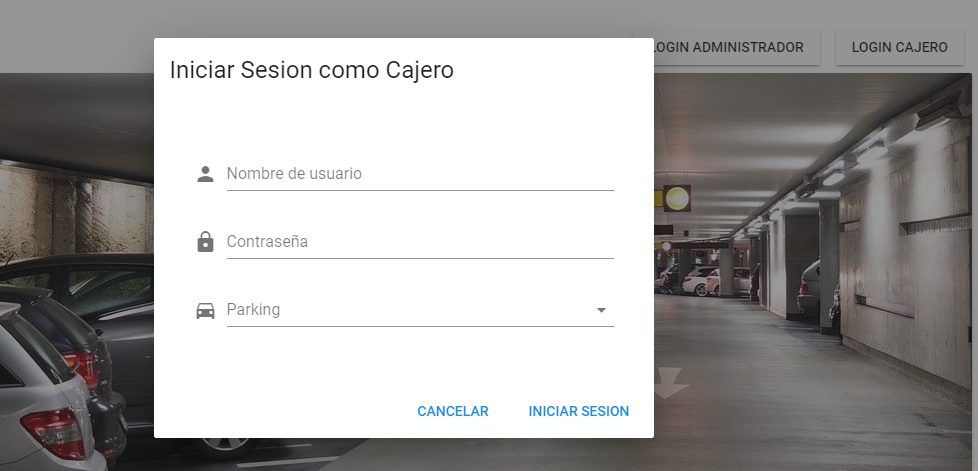 LOGIN ADMINISTRADOR
LOGIN CAJERO
Iniciar Sesion como Cajero
Nombre de usuario
Contraseña
Parking
CANCELAR
INICIAR SESION